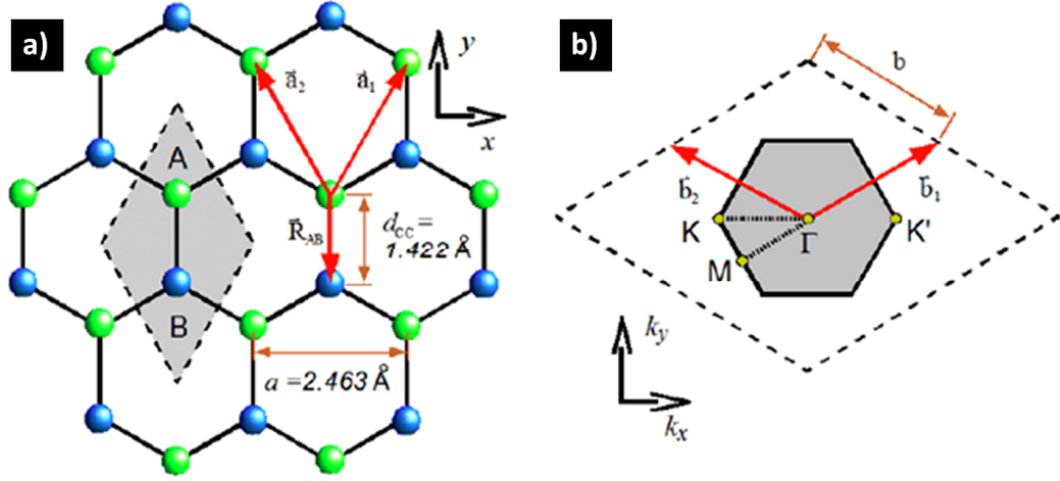 a)
y
x
a⃗₂
a⃗₁
A
B
R⃗AB
dCC=
1.422 Å
a =2.463 Å
b)
b
b⃗₂
b⃗₁
K
Γ
K'
M
ky
kx